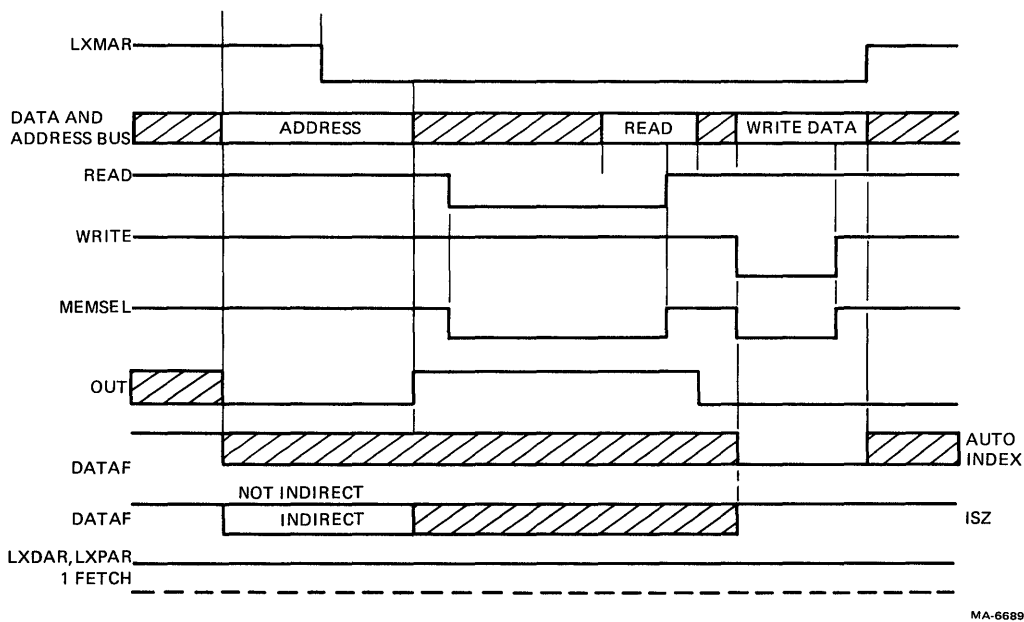 LXMAR
DATA AND
ADDRESS BUS
ADDRESS
READ
WRITE DATA
READ
WRITE
MEMSEL
OUT
DATAF
AUTO
INDEX
NOT INDIRECT
DATAF
INDIRECT
ISZ
LXDAR, LXPAR
1 FETCH
MA-6689